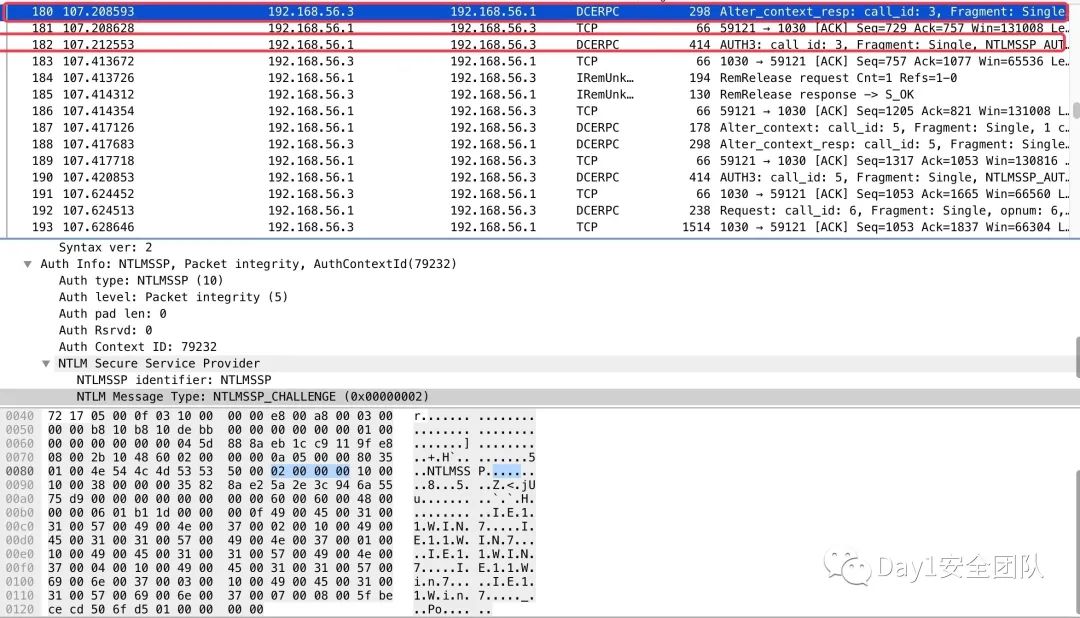 180 107.208593 192.168.56.3 192.168.56.1 DCERPC 298 Alter_context_resp: call_id: 3, Fragment: Single
181 107.208628 192.168.56.1 192.168.56.3 TCP 66 59121 → 1030 [ACK] Seq=729 Ack=757 Win=131008 Le…
182 107.212553 192.168.56.1 192.168.56.3 DCERPC 414 AUTH3: call_id: 3, Fragment: Single, NTLMSSP_AUT…
183 107.413672 192.168.56.3 192.168.56.1 TCP 66 1030 → 59121 [ACK] Seq=757 Ack=1077 Win=65536 Le…
184 107.413726 192.168.56.1 192.168.56.3 IRemUnk… 194 RemRelease request Cnt=1 Refs=1-0
185 107.414312 192.168.56.3 192.168.56.1 IRemUnk… 130 RemRelease response -> S_OK
186 107.414354 192.168.56.1 192.168.56.3 TCP 66 59121 → 1030 [ACK] Seq=1205 Ack=821 Win=131008 L…
187 107.417126 192.168.56.1 192.168.56.3 DCERPC 178 Alter_context: call_id: 5, Fragment: Single, 1 c…
188 107.417683 192.168.56.3 192.168.56.1 DCERPC 298 Alter_context_resp: call_id: 5, Fragment: Single…
189 107.417718 192.168.56.1 192.168.56.3 TCP 66 59121 → 1030 [ACK] Seq=1317 Ack=1053 Win=130816 …
190 107.420853 192.168.56.1 192.168.56.3 DCERPC 414 AUTH3: call_id: 5, Fragment: Single, NTLMSSP_AUT…
191 107.624452 192.168.56.3 192.168.56.1 TCP 66 1030 → 59121 [ACK] Seq=1053 Ack=1665 Win=66560 L…
192 107.624513 192.168.56.1 192.168.56.3 DCERPC 238 Request: call_id: 6, Fragment: Single, opnum: 6,…
193 107.628646 192.168.56.3 192.168.56.1 TCP 1514 1030 → 59121 [ACK] Seq=1053 Ack=1837 Win=66304 L…
Syntax ver: 2
Auth Info: NTLMSSP, Packet integrity, AuthContextId(79232)
Auth type: NTLMSSP (10)
Auth level: Packet integrity (5)
Auth pad len: 0
Auth Rsrvd: 0
Auth Context ID: 79232
NTLM Secure Service Provider
NTLMSSP identifier: NTLMSSP
NTLM Message Type: NTLMSSP_CHALLENGE (0x00000002)
0040 72 17 05 00 0f 03 10 00 00 00 e8 00 a8 00 03 00 r....... ........
0050 00 00 b8 10 b8 10 de bb 00 00 00 00 00 00 01 00 ........ ........
0060 00 00 00 00 00 00 04 5d 88 8a eb 1c c9 11 9f e8 .......] ........
0070 08 00 2b 10 48 60 02 00 00 00 0a 05 00 00 80 35 ..+.H`.. .......5
0080 01 00 4e 54 4c 4d 53 53 50 00 02 00 00 00 10 00 ..NTLMSS P.......
0090 10 00 38 00 00 00 35 82 8a e2 5a 2e 3c 94 6a 55 ..8...5. ..Z.<.jU
00a0 75 d9 00 00 00 00 00 00 00 00 60 00 60 00 48 00 u....... ..`.`.H.
00b0 00 00 06 01 b1 1d 00 00 00 0f 49 00 45 00 31 00 ........ ..I.E.1.
00c0 31 00 57 00 49 00 4e 00 37 00 02 00 10 00 49 00 1.W.I.N. 7.....I.
00d0 45 00 31 00 31 00 57 00 49 00 4e 00 37 00 01 00 E.1.1.W. I.N.7...
00e0 10 00 49 00 45 00 31 00 31 00 57 00 49 00 4e 00 ..I.E.1. 1.W.I.N.
00f0 37 00 04 00 10 00 49 00 45 00 31 00 31 00 57 00 7.....I. E.1.1.W.
0100 69 00 6e 00 37 00 03 00 10 00 49 00 45 00 31 00 i.n.7... ..I.E.1.
0110 31 00 57 00 69 00 6e 00 37 00 07 00 08 00 5f be 1.W.i.n. 7....._.
0120 ce cd 50 6f d5 01 00 00 00 00 00 ..Po.... ...
Day1安全团队